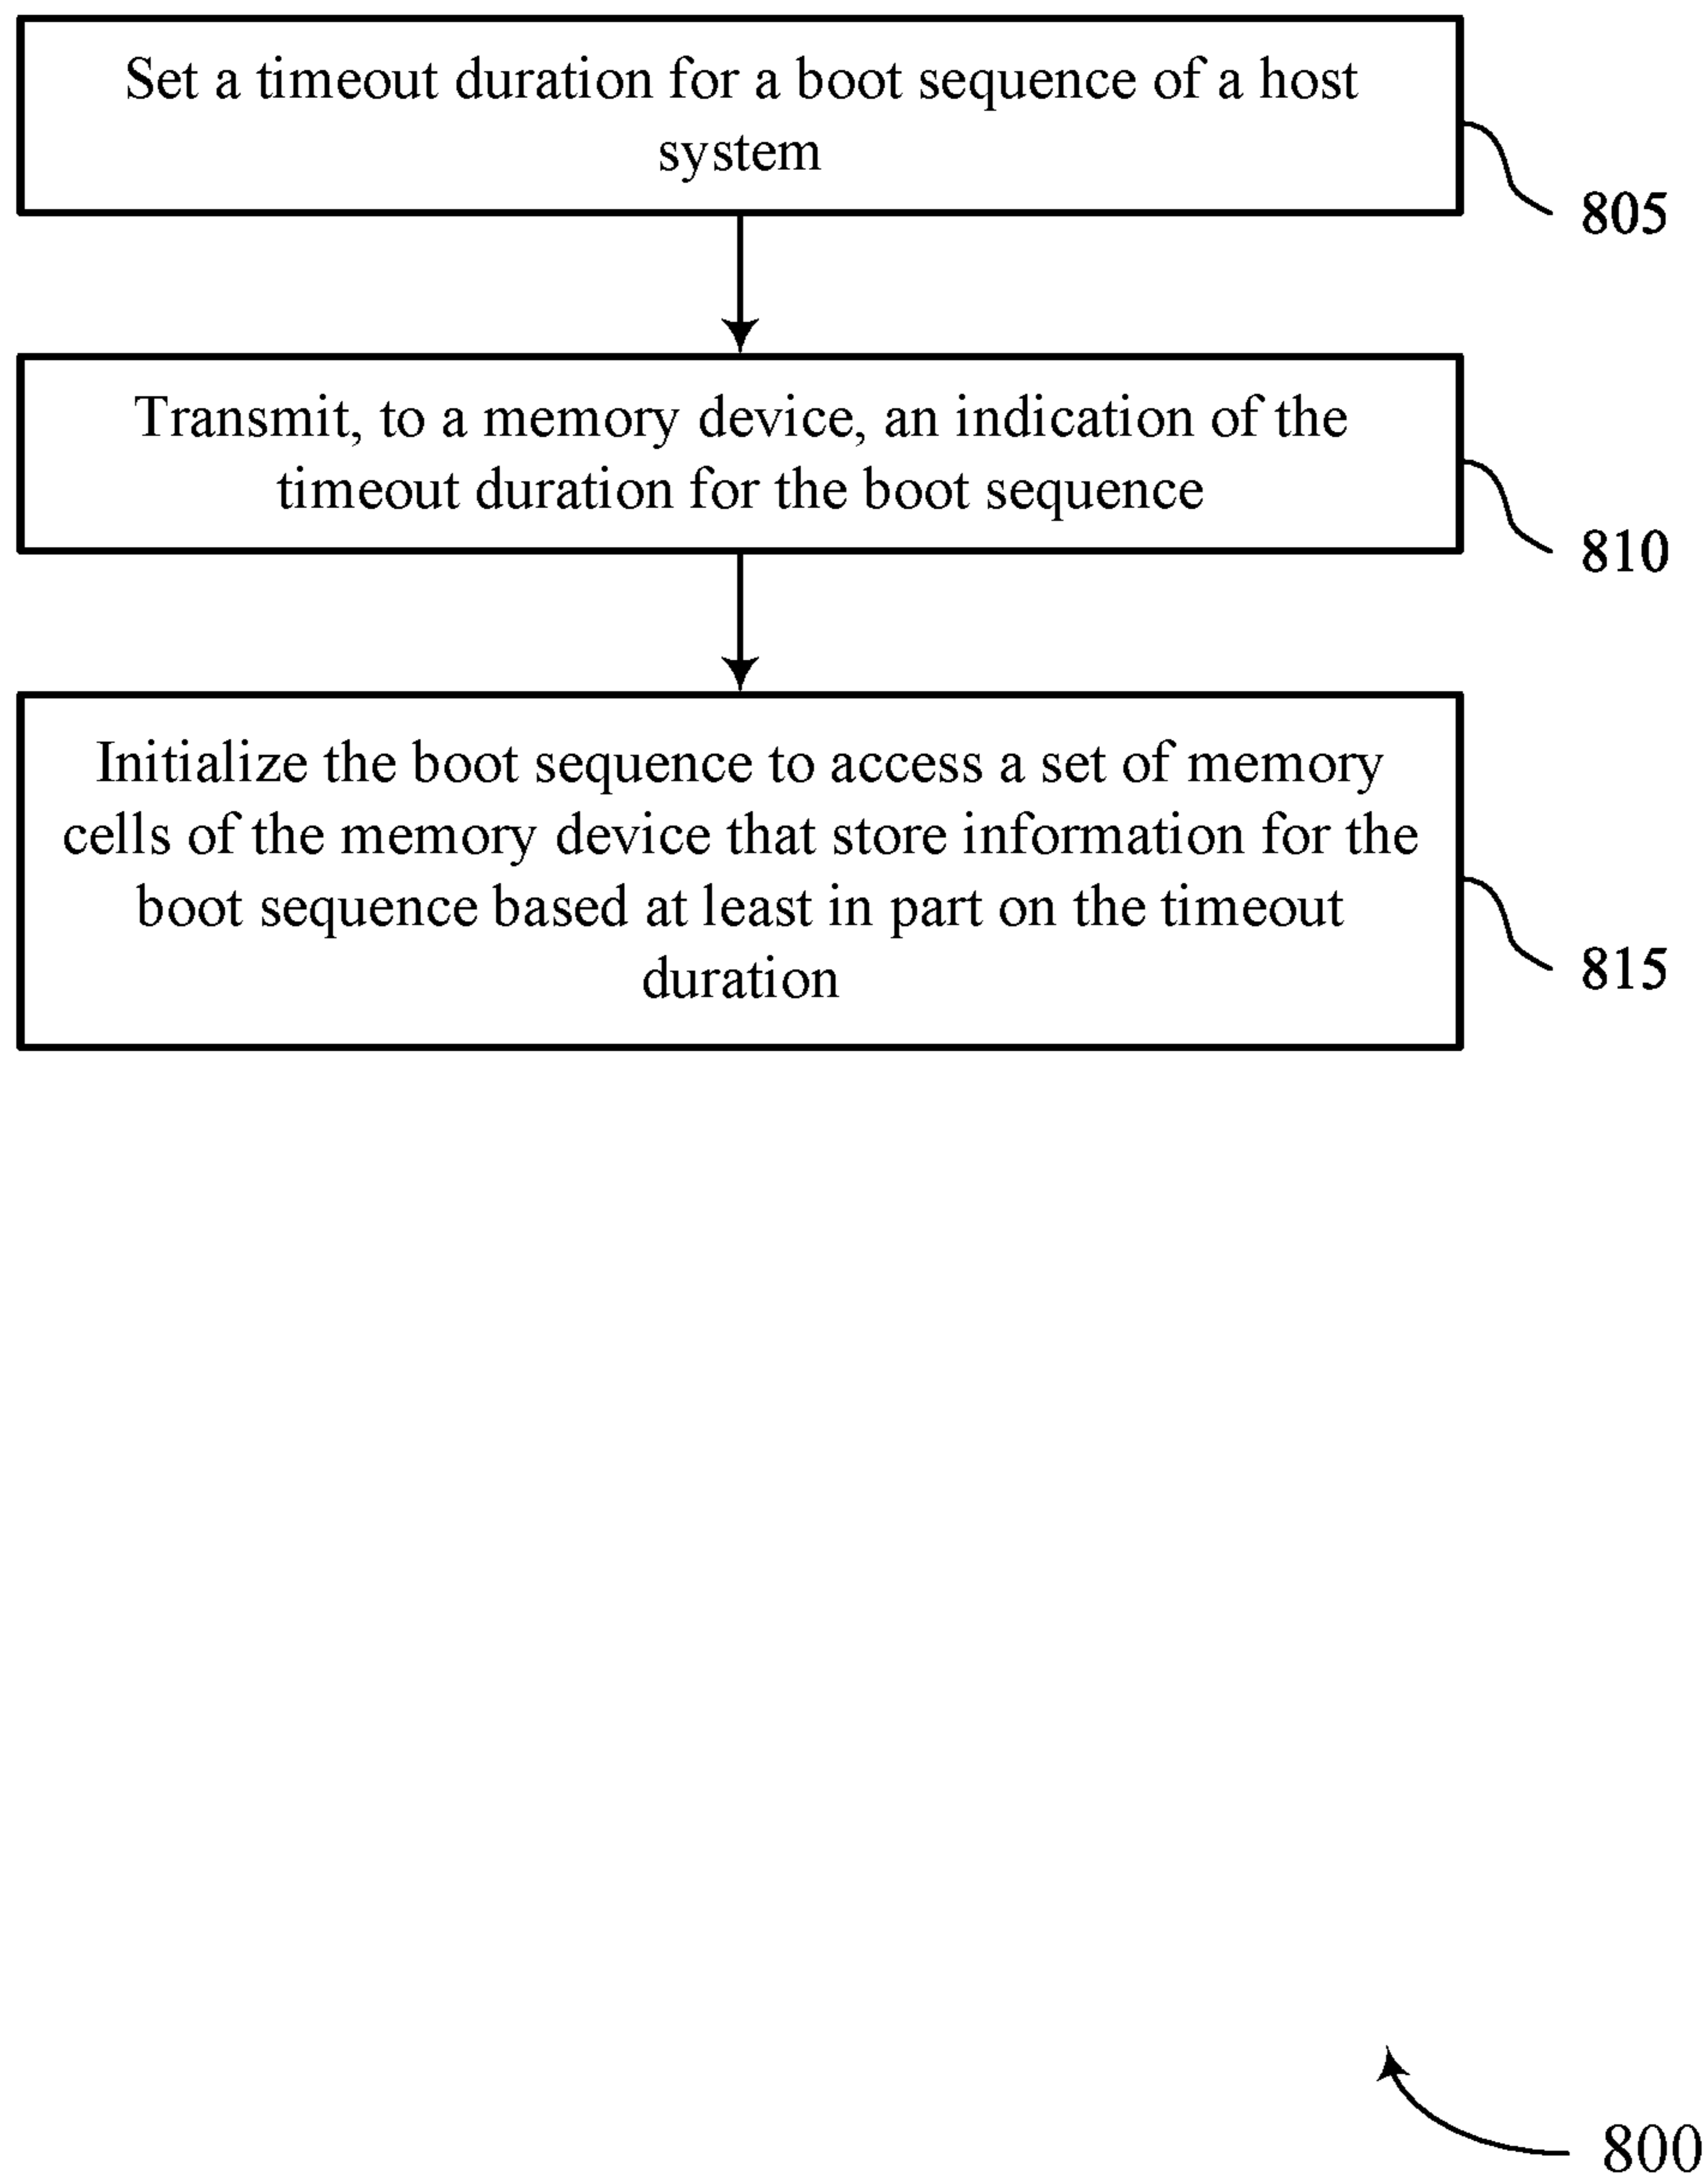 Set a timeout duration for a boot sequence of a host
system
805
Transmit, to a memory device, an indication of the
timeout duration for the boot sequence
810
Initialize the boot sequence to access a set of memory
cells of the memory device that store information for the
boot sequence based at least in part on the timeout
duration
815
800